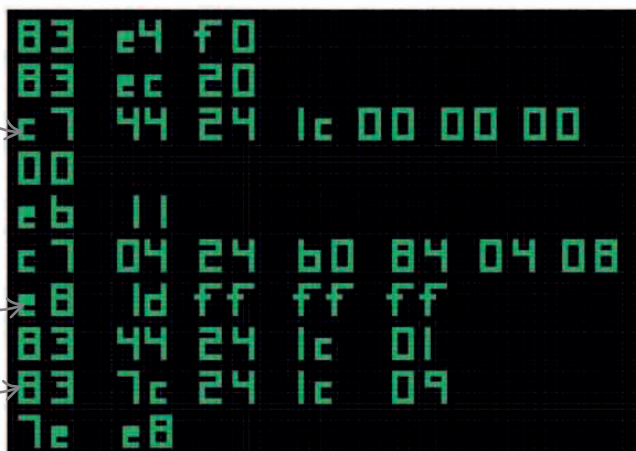 83 e4 f0
83 ec 20
c7 44 24 1c 00 00 00
00
eb 11
c7 04 24 b0 84 04 08
e8 1d ff ff ff
83 44 24 1c 01
83 7c 24 1c 09
7e e8